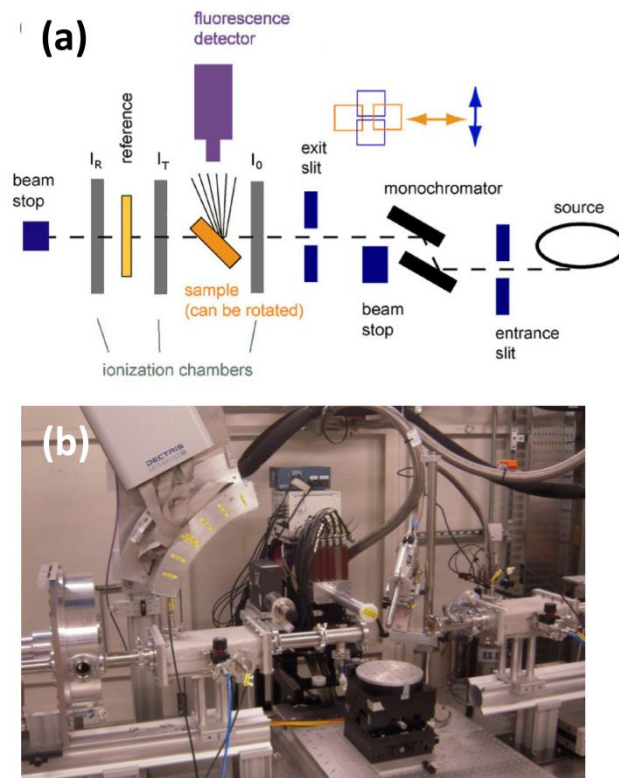 (a)
fluorescence
detector
I_R
reference
I_T
I_0
exit
slit
beam
stop
monochromator
source
sample
(can be rotated)
beam
stop
entrance
slit
ionization chambers
(b)
DECTRIS